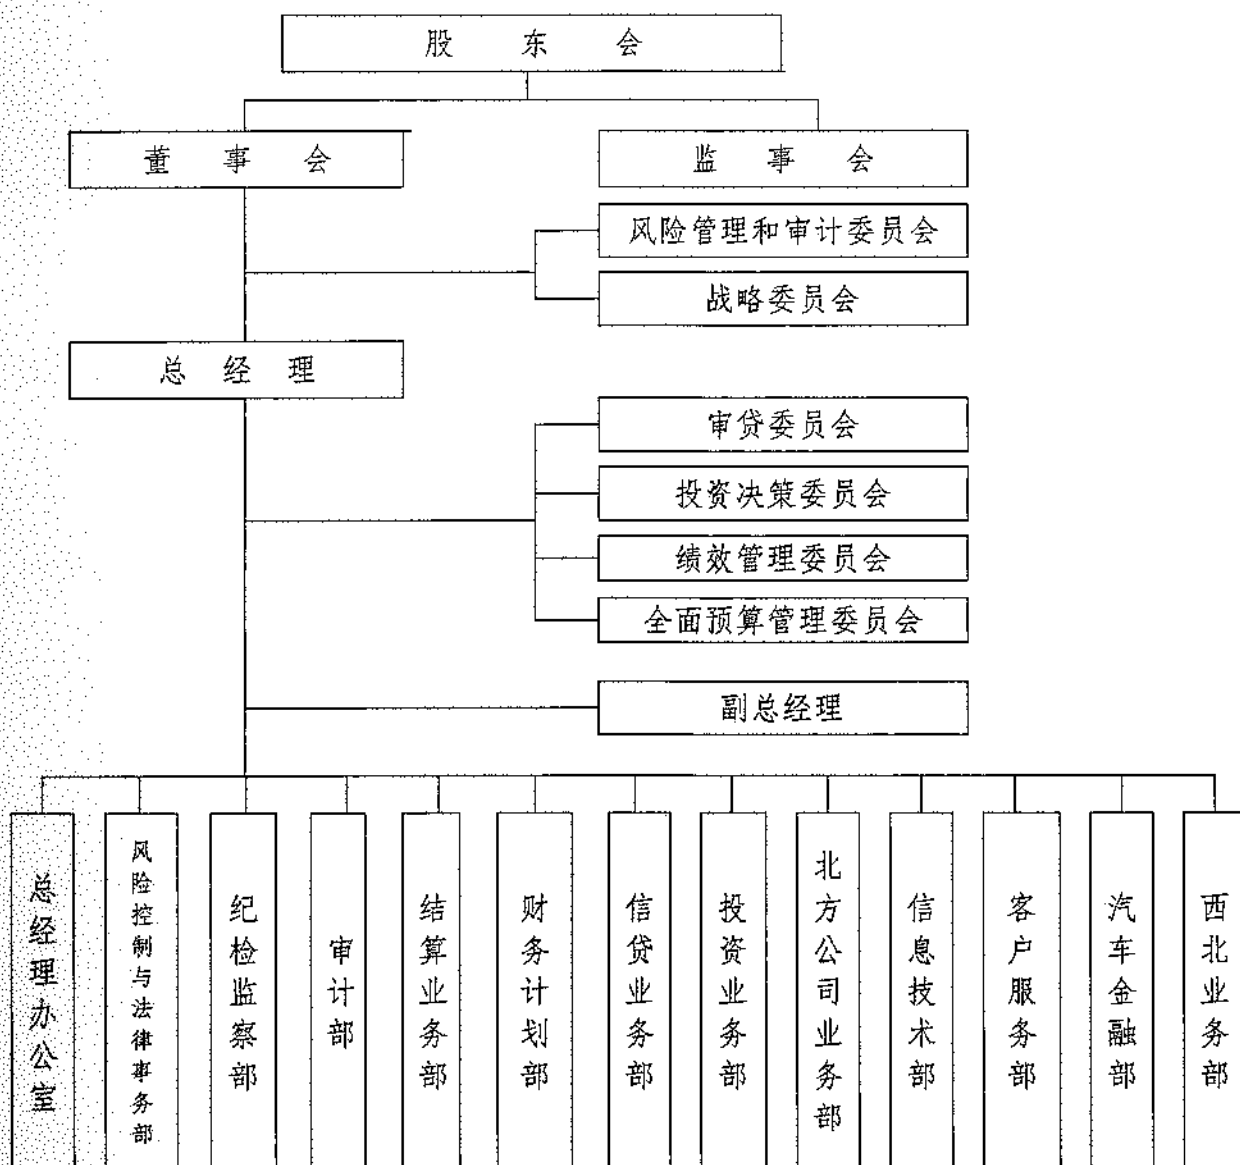 股东会
董事会
监事会
风险管理和审计委员会
战略委员会
总经理
审贷委员会
投资决策委员会
绩效管理委员会
全面预算管理委员会
副总经理
总经理办公室
风险控制与法律事务部
纪检监察部
审计部
结算业务部
财务计划部
信贷业务部
投资业务部
北方公司业务部
信息技术部
客户服务部
汽车金融部
西北业务部